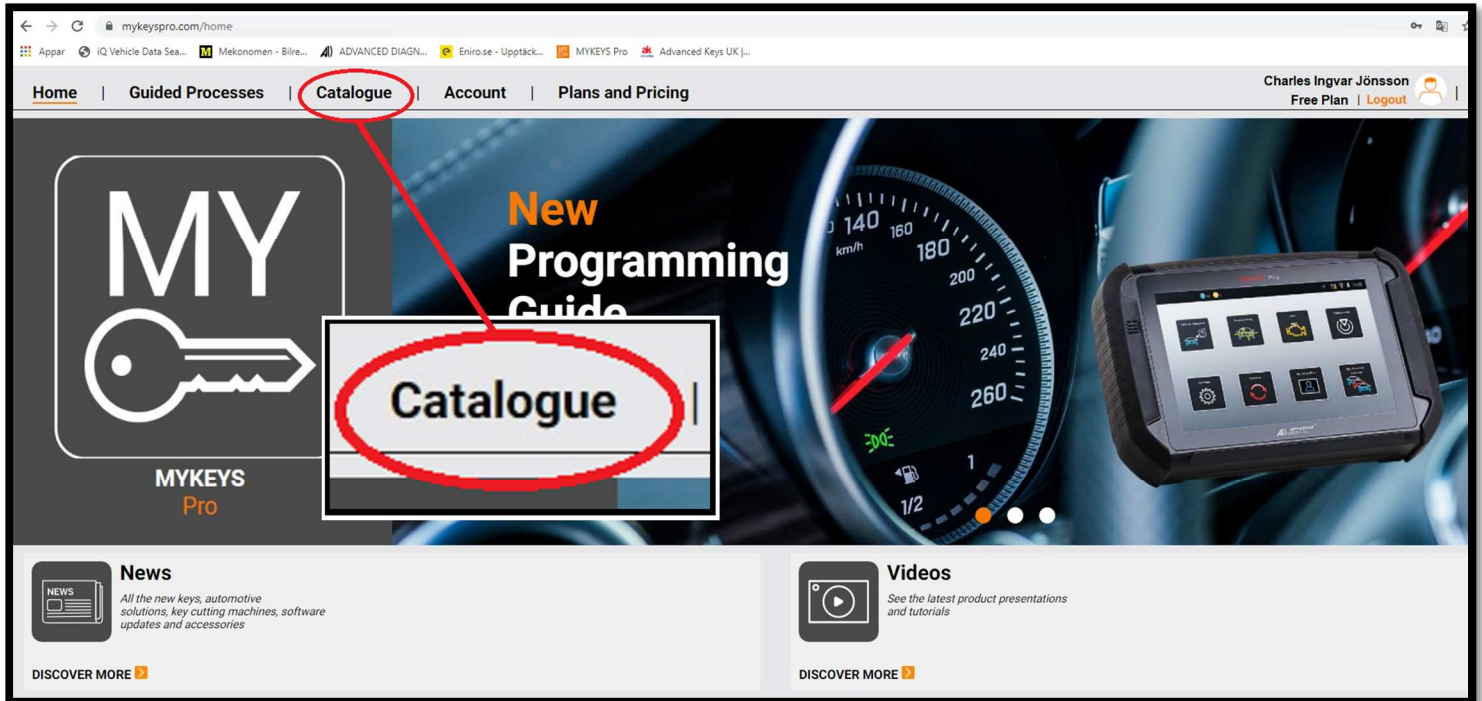 mykeyspro.com/home
Appar iQ Vehicle Data Sea... Mekonomen - Bilre... ADVANCED DIAGN... Eniro.se - Upptäck... MYKEYS Pro Advanced Keys UK |...
Home | Guided Processes | Catalogue | Account | Plans and Pricing
Charles Ingvar Jönsson
Free Plan | Logout
MY
MYKEYS
Pro
New
Programming
Guide
Catalogue
140
km/h
160
180
200
220
240
260
1
1/2
News
NEWS
All the new keys, automotive
solutions, key cutting machines, software
updates and accessories
DISCOVER MORE
Videos
See the latest product presentations
and tutorials
DISCOVER MORE